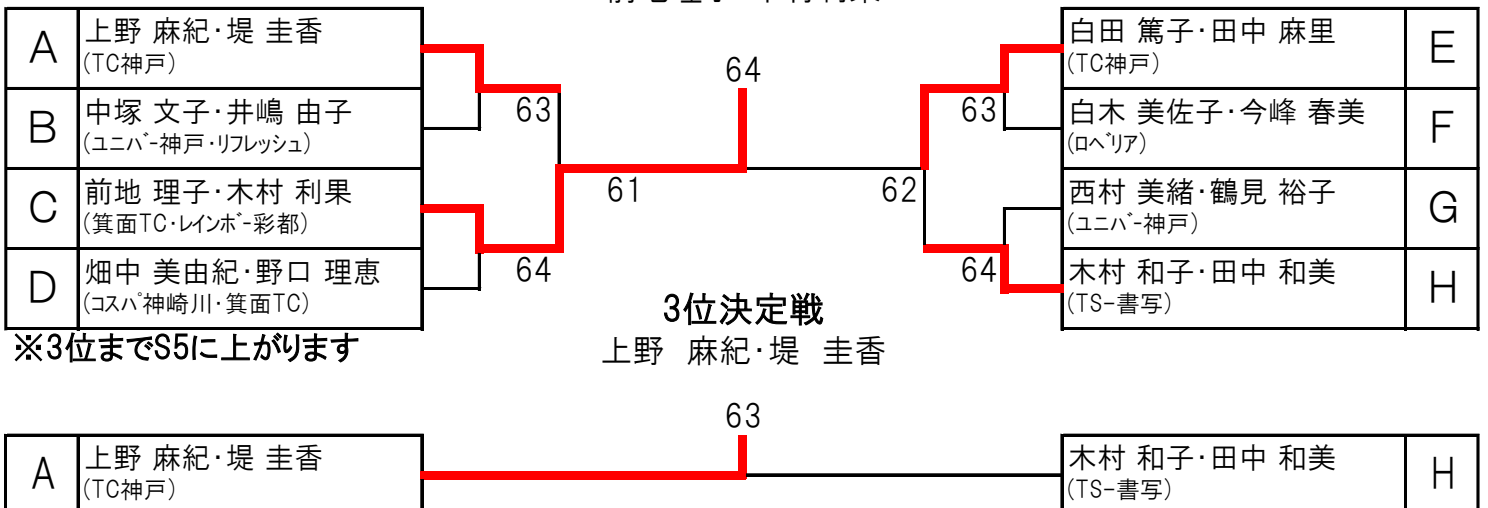 A
上野 麻紀・堤 圭香
(TC神戸)
B
中塚 文子・井嶋 由子
(ユニバー神戸・リフレッシュ)
C
前地 理子・木村 利果
(箕面TC・レインボー彩都)
D
畑中 美由紀・野口 理恵
(コスパ神崎川・箕面TC)
63
64
61
64
62
63
64
白田 篤子・田中 麻里
(TC神戸)
E
白木 美佐子・今峰 春美
(ロベリア)
F
西村 美緒・鶴見 裕子
(ユニバー神戸)
G
木村 和子・田中 和美
(TS-書写)
H
※3位までS5に上がります
3位決定戦
上野 麻紀・堤 圭香
63
A
上野 麻紀・堤 圭香
(TC神戸)
木村 和子・田中 和美
(TS-書写)
H